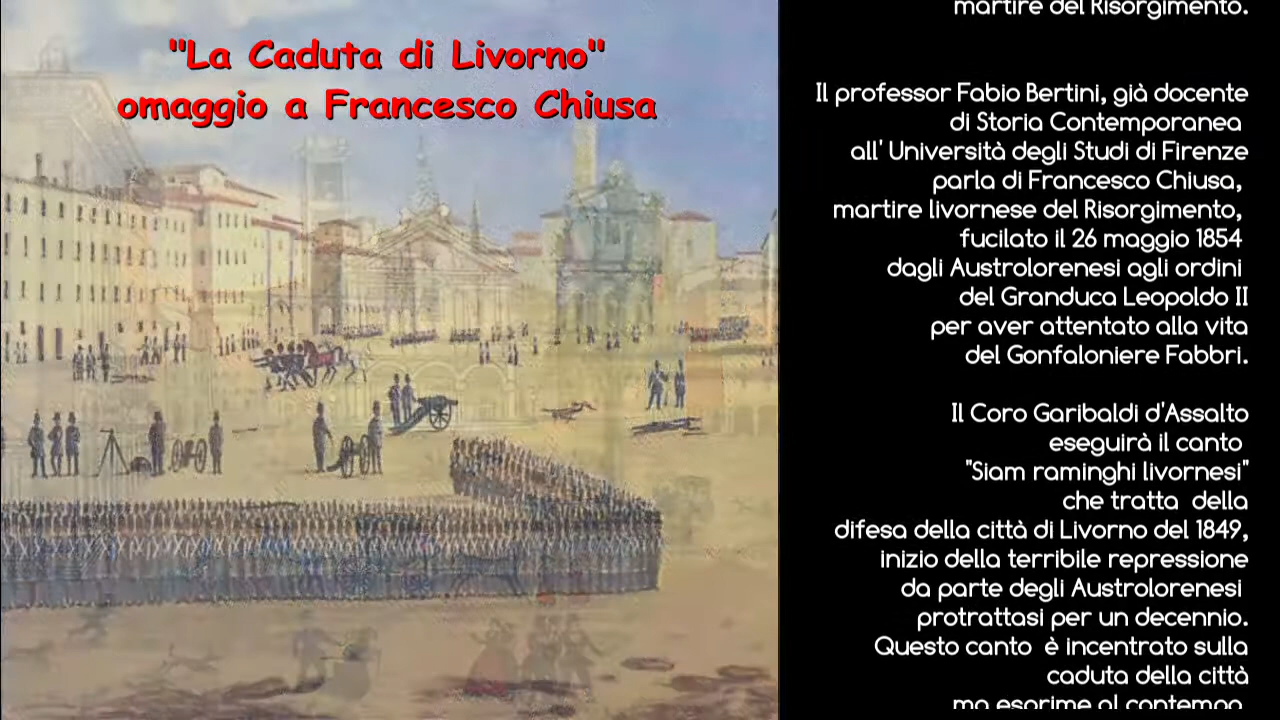 "La Caduta di Livorno"
omaggio a Francesco Chiusa
martire del Risorgimento.
Il professor Fabio Bertini, già docente
di Storia Contemporanea
all' Università degli Studi di Firenze
parla di Francesco Chiusa,
martire livornese del Risorgimento,
fucilato il 26 maggio 1854
dagli Austrolorenesi agli ordini
del Granduca Leopoldo II
per aver attentato alla vita
del Gonfaloniere Fabbri.
Il Coro Garibaldi d'Assalto
eseguirà il canto
"Siam raminghi livornesi"
che tratta della
difesa della città di Livorno del 1849,
inizio della terribile repressione
da parte degli Austrolorenesi
protrattasi per un decennio.
Questo canto è incentrato sulla
caduta della città
ma esprime al contempo